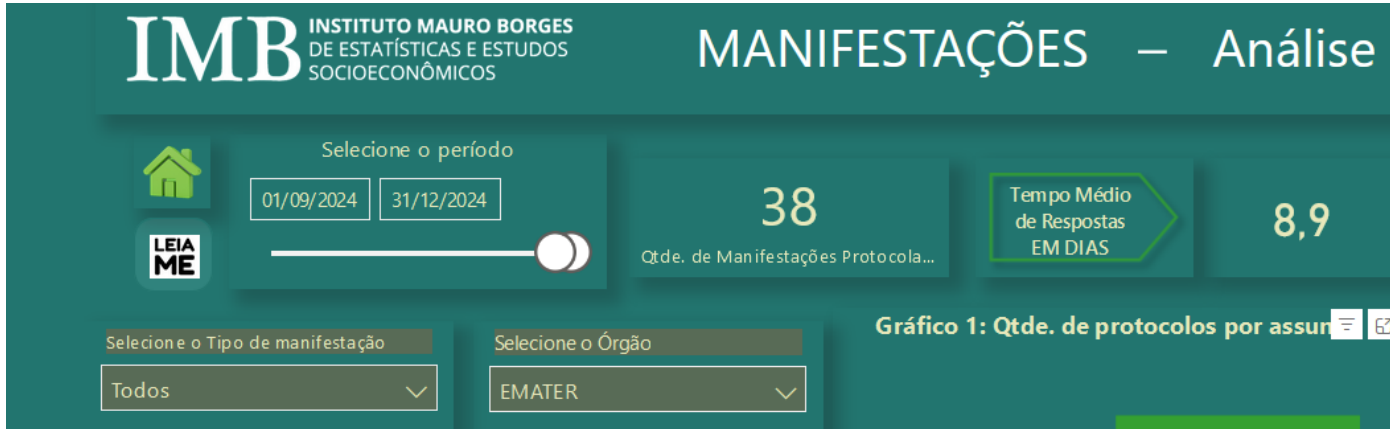 IMB INSTITUTO MAURO BORGES
DE ESTATÍSTICAS E ESTUDOS
SOCIOECONÔMICOS
MANIFESTAÇÕES – Análise
Selecione o período
01/09/2024 31/12/2024
LEIA
ME
38
Qtde. de Manifestações Protocola...
Tempo Médio
de Respostas
EM DIAS
8,9
Selecione o Tipo de manifestação
Todos
Selecione o Órgão
EMATER
Gráfico 1: Qtde. de protocolos por assun